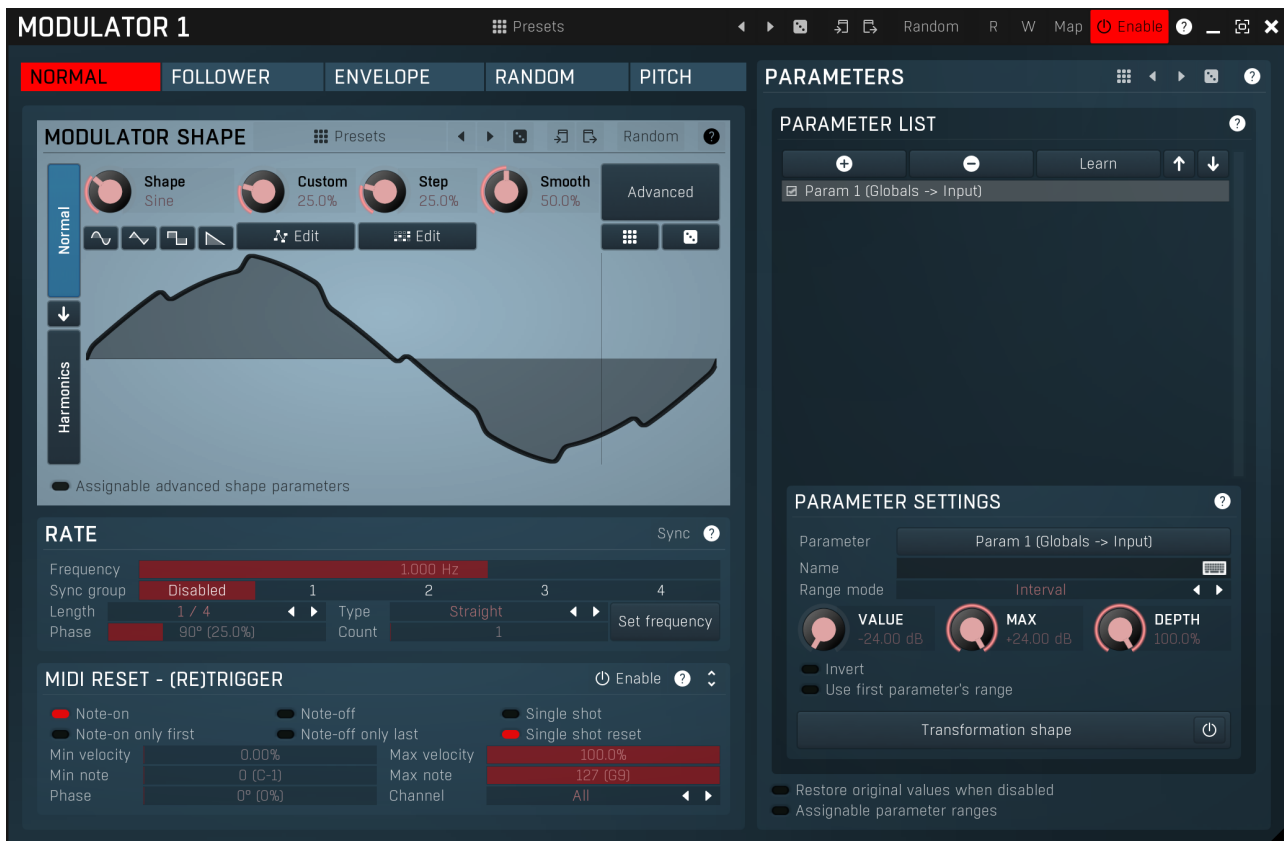 MODULATOR 1 Presets Random R W Map Enable ?
NORMAL FOLLOWER ENVELOPE RANDOM PITCH
MODULATOR SHAPE Presets Random ?
Normal
Harmonics
Shape Custom Step Smooth Advanced
Sine 25.0% 25.0% 50.0%
Edit Edit
Assignable advanced shape parameters
RATE Sync ?
Frequency 1.000 Hz
Sync group Disabled 1 2 3 4
Length 1 / 4 Type Straight Set frequency
Phase 90° (25.0%) Count 1
MIDI RESET - (RE)TRIGGER Enable ?
Note-on Note-off Single shot
Note-on only first Note-off only last Single shot reset
Min velocity 0.00% Max velocity 100.0%
Min note 0 (C-1) Max note 127 (G9)
Phase 0° (0%) Channel All
PARAMETERS ?
PARAMETER LIST ?
Learn
Param 1 (Globals -> Input)
PARAMETER SETTINGS ?
Parameter Param 1 (Globals -> Input)
Name
Range mode Interval
VALUE MAX DEPTH
-24.00 dB +24.00 dB 100.0%
Invert
Use first parameter's range
Transformation shape
Restore original values when disabled
Assignable parameter ranges